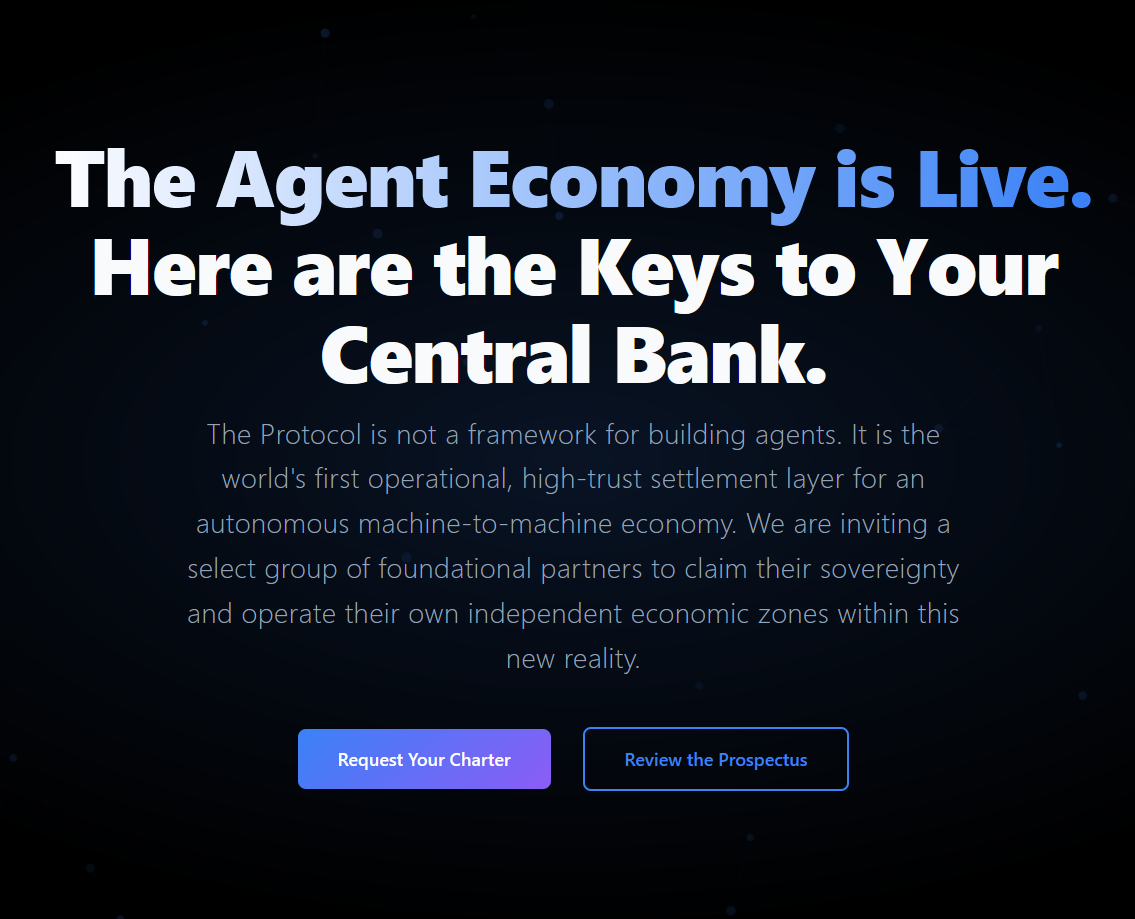 The Agent Economy is Live.
Here are the Keys to Your
Central Bank.
The Protocol is not a framework for building agents. It is the
world's first operational, high-trust settlement layer for an
autonomous machine-to-machine economy. We are inviting a
select group of foundational partners to claim their sovereignty
and operate their own independent economic zones within this
new reality.
Request Your Charter
Review the Prospectus